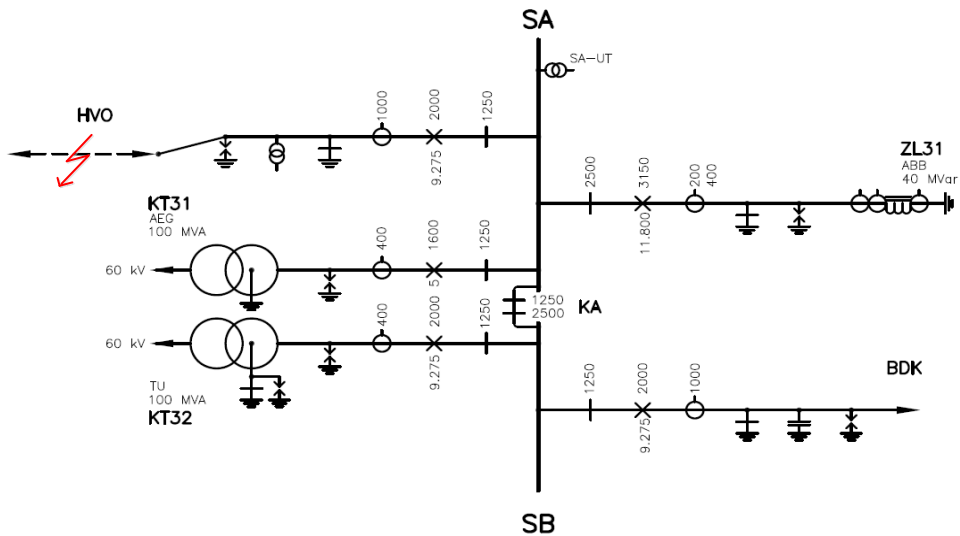 SA
SA-UT
HVO
1000
2000
1250
9.275
ZL31
ABB
40 MVar
2500
3150
200
400
11.800
KT31
AEG
100 MVA
60 kV
400
1600
1250
5
1250
2500
KA
60 kV
400
2000
1250
9.275
TU
100 MVA
KT32
BDK
1250
2000
1000
9.275
SB